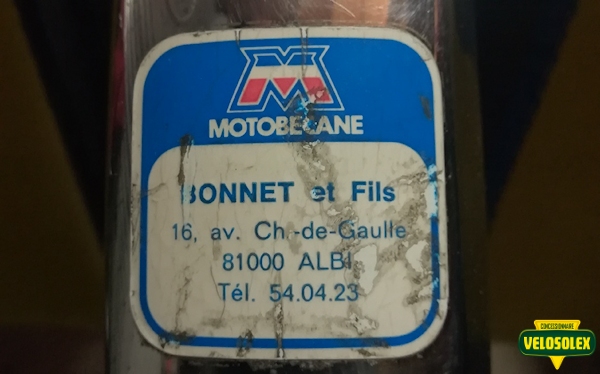 MOTOBECANE
BONNET et Fils
16, av. Ch.-de-Gaulle
81000 ALBI
Tél. 54.04.23
CONCESSIONNAIRE
VELOSOLEX